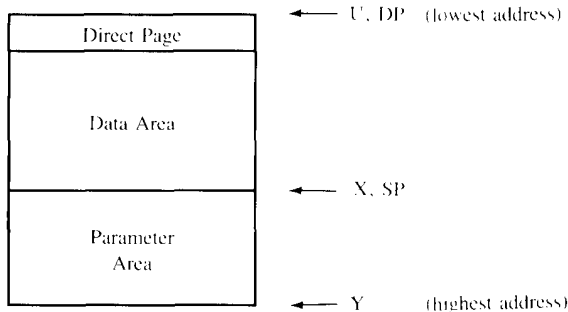 U, DP (lowest address)
Direct Page
Data Area
X, SP
Parameter
Area
Y (highest address)